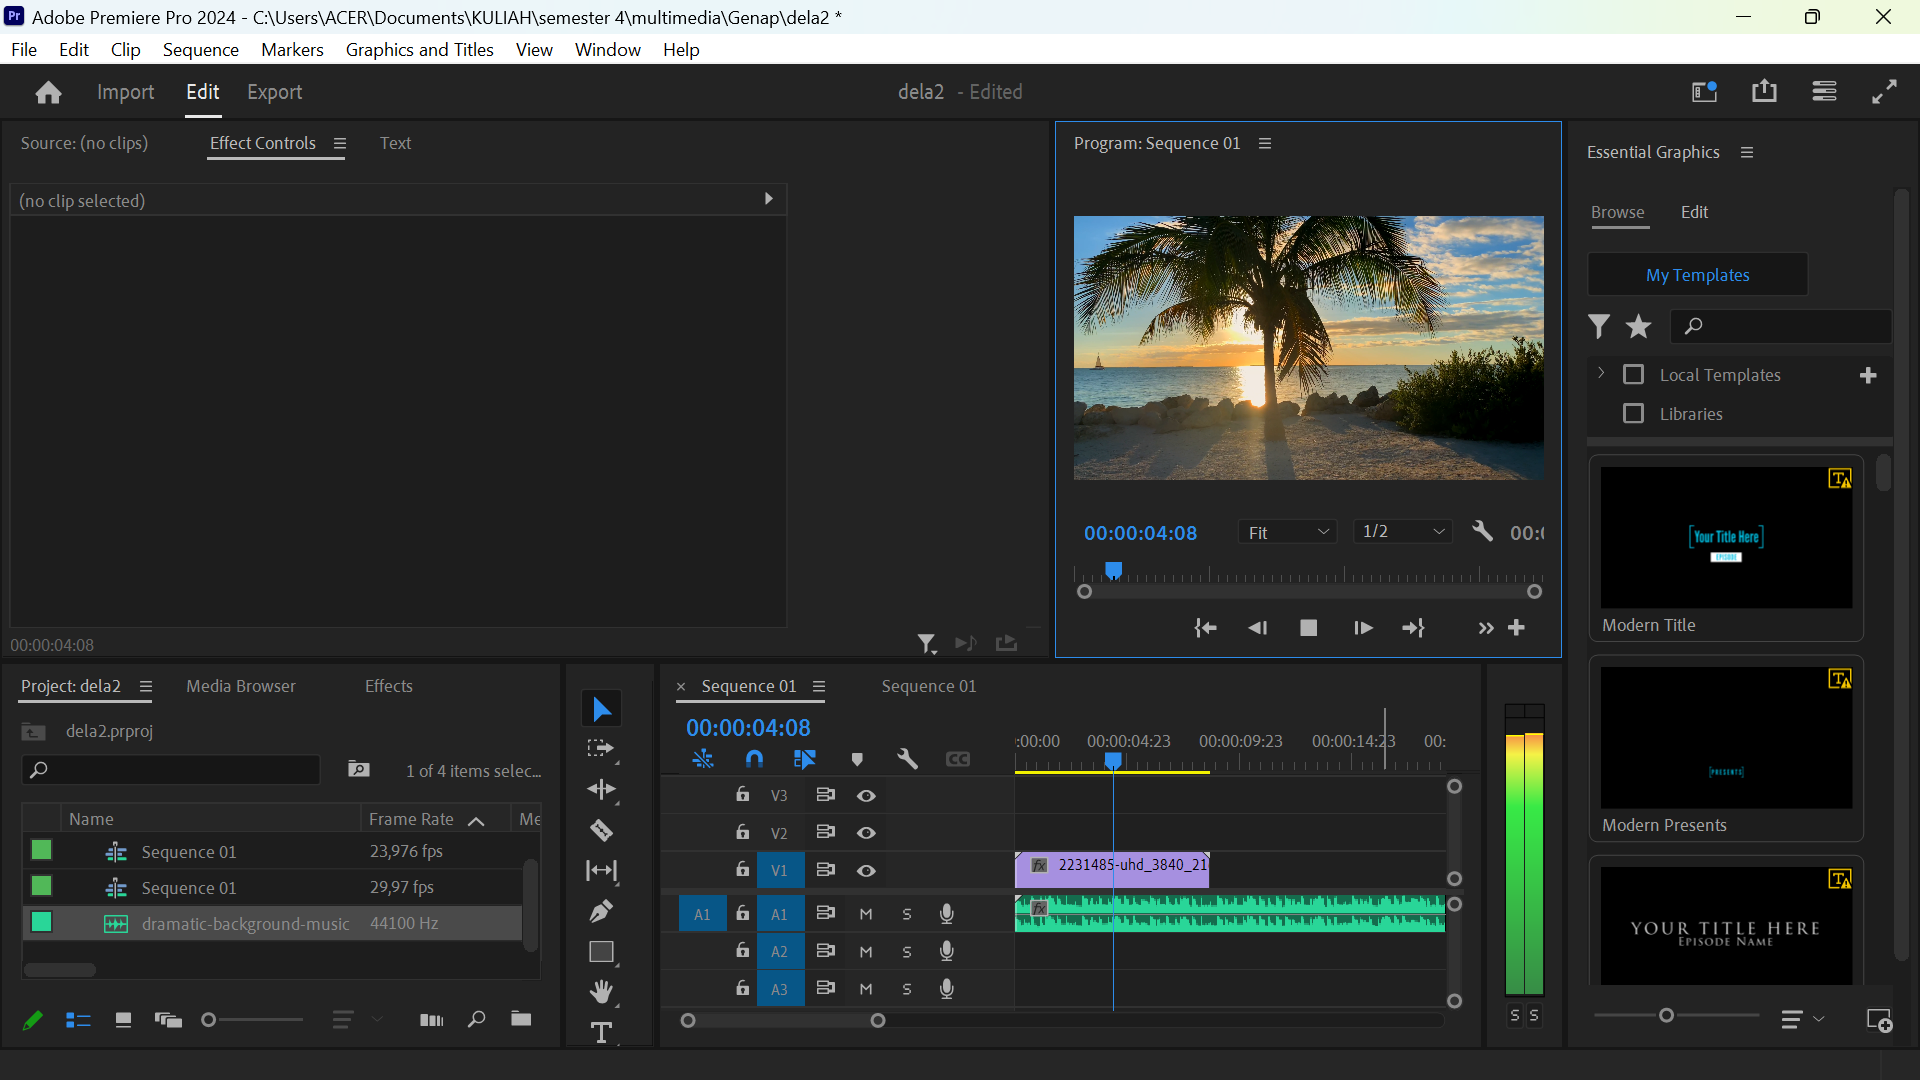 Adobe Premiere Pro 2024 - C:\Users\ACER\Documents\KULIAH\semester 4\multimedia\Genap\dela2 *
File Edit Clip Sequence Markers Graphics and Titles View Window Help
Import Edit Export
dela2 - Edited
Source: (no clips) Effect Controls Text
(no clip selected)
00:00:04:08
Program: Sequence 01
00:00:04:08 Fit 1/2
Essential Graphics
Browse Edit
My Templates
Local Templates
Libraries
Your Title Here
EPISODE
Modern Title
PRESENTS
Modern Presents
YOUR TITLE HERE
EPISODE NAME
Project: dela2 Media Browser Effects
dela2.prproj
1 of 4 items selec...
Name Frame Rate Me
Sequence 01 23,976 fps
Sequence 01 29,97 fps
dramatic-background-music 44100 Hz
Sequence 01 Sequence 01
00:00:04:08
:00:00 00:00:04:23 00:00:09:23 00:00:14:23 00:
V3
V2
V1 fx 2231485-uhd_3840_21
A1 A1 M S fx
A2 M S
A3 M S
S S